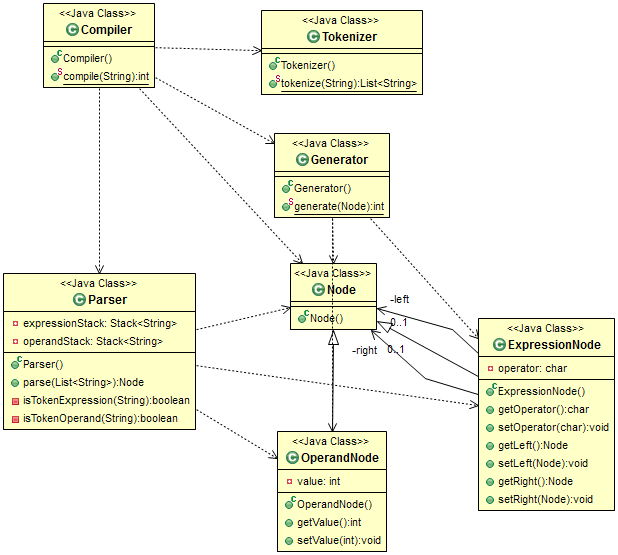 <<Java Class>>
Compiler
Compiler()
compile(String):int
<<Java Class>>
Tokenizer
Tokenizer()
tokenize(String):List<String>
<<Java Class>>
Generator
Generator()
generate(Node):int
<<Java Class>>
Parser
expressionStack: Stack<String>
operandStack: Stack<String>
Parser()
parse(List<String>):Node
isTokenExpression(String):boolean
isTokenOperand(String):boolean
<<Java Class>>
Node
Node()
-left
0..1
-right
0..1
<<Java Class>>
ExpressionNode
operator: char
ExpressionNode()
getOperator():char
setOperator(char):void
getLeft():Node
setLeft(Node):void
getRight():Node
setRight(Node):void
<<Java Class>>
OperandNode
value: int
OperandNode()
getValue():int
setValue(int):void